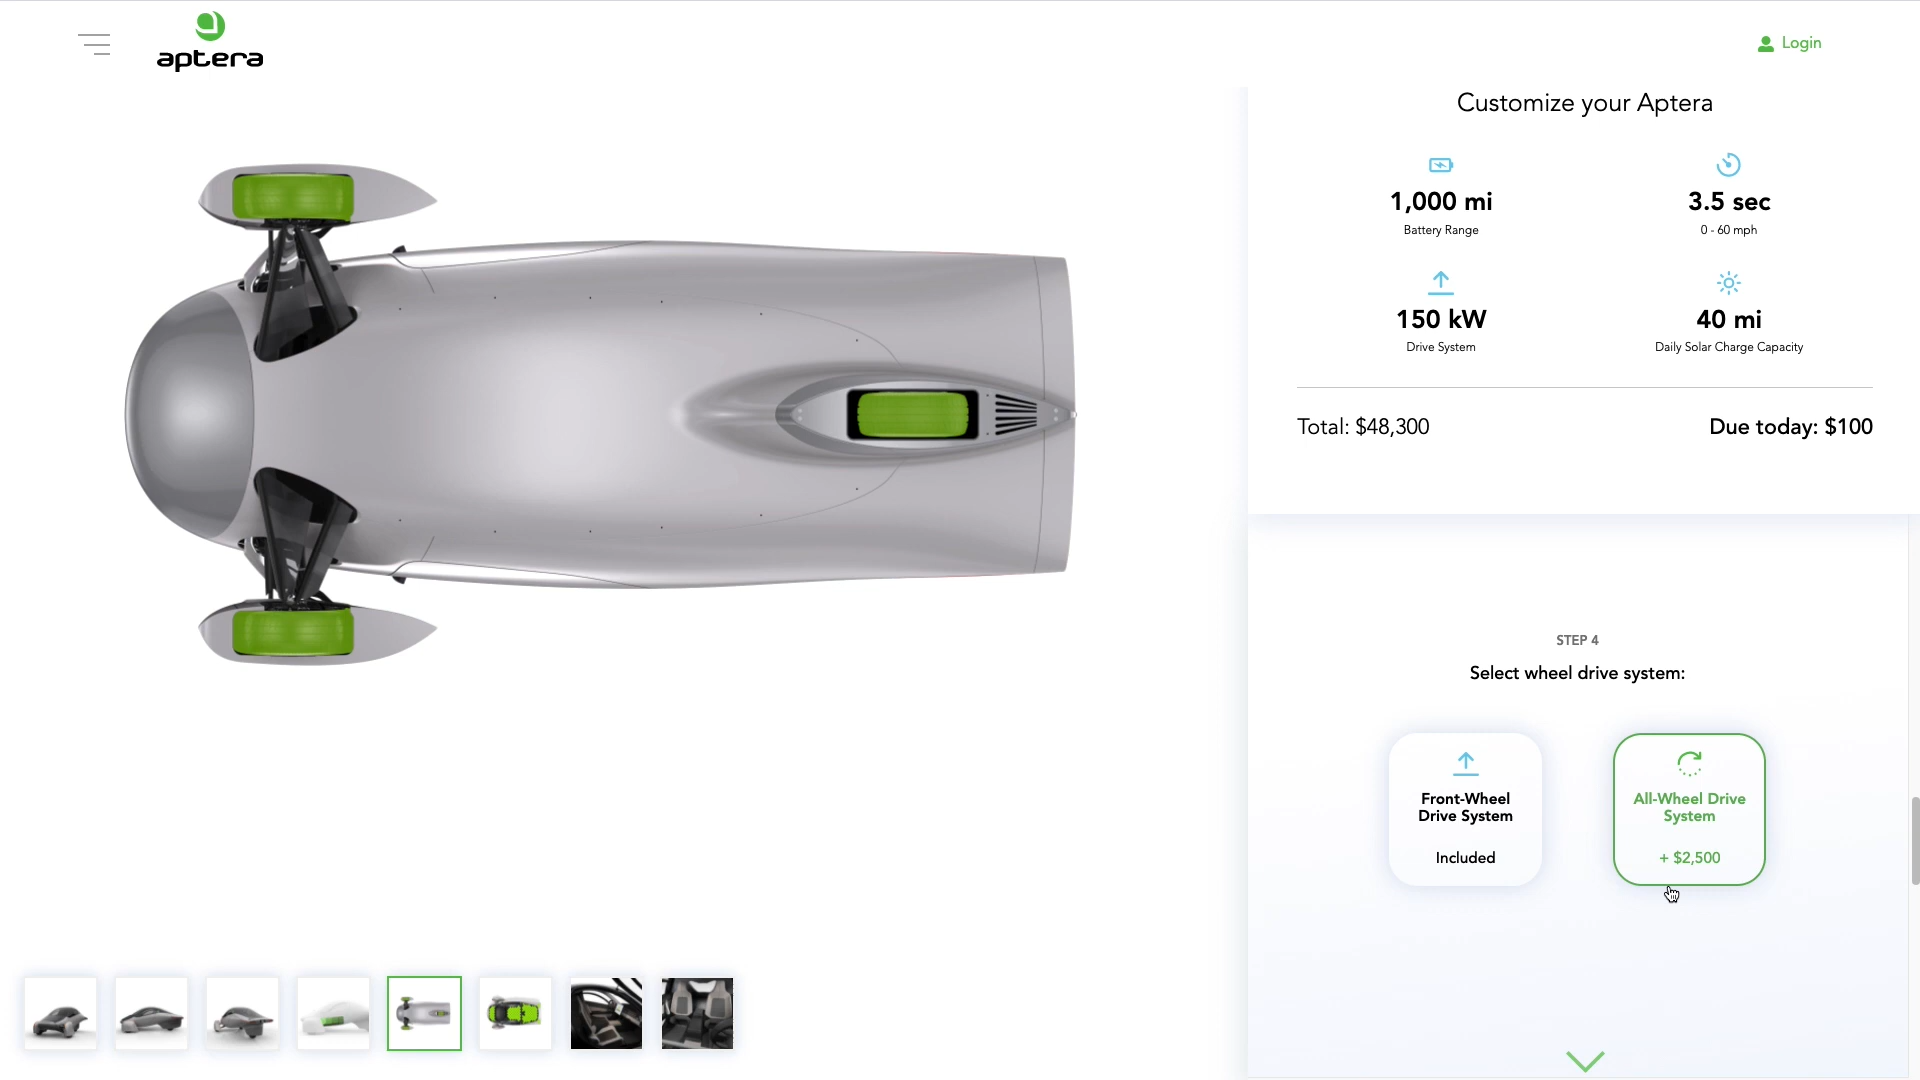 aptera
Login
Customize your Aptera
1,000 mi
Battery Range
3.5 sec
0 - 60 mph
150 kW
Drive System
40 mi
Daily Solar Charge Capacity
Total: $48,300
Due today: $100
STEP 4
Select wheel drive system:
Front-Wheel
Drive System
Included
All-Wheel Drive
System
+ $2,500